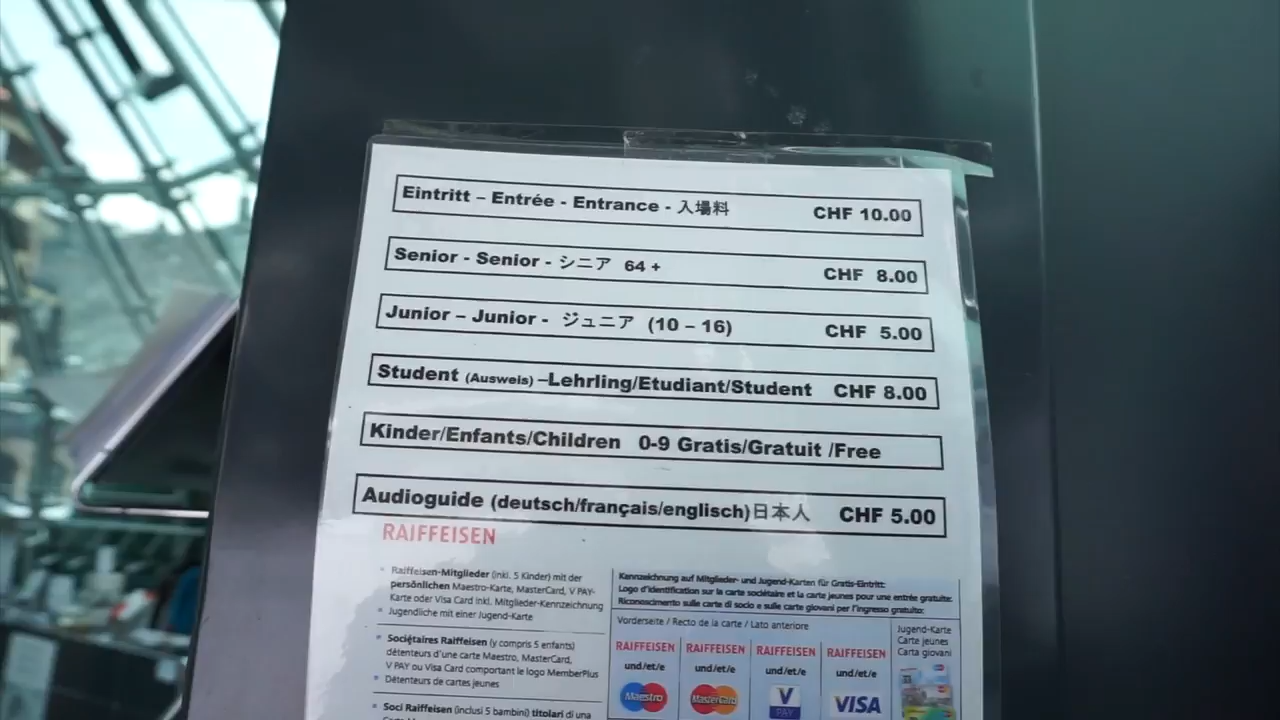 Eintritt – Entrée - Entrance - 入場料 CHF 10.00
Senior - Senior - シニア 64 + CHF 8.00
Junior – Junior - ジュニア (10 – 16) CHF 5.00
Student (Ausweis) –Lehrling/Etudiant/Student CHF 8.00
Kinder/Enfants/Children 0-9 Gratis/Gratuit /Free
Audioguide (deutsch/français/englisch)日本人 CHF 5.00
RAIFFEISEN
• Raiffeisen-Mitglieder (inkl. 5 Kinder) mit der
persönlichen Maestro-Karte, MasterCard, V PAY-
Karte oder Visa Card inkl. Mitglieder-Kennzeichnung
• Jugendliche mit einer Jugend-Karte
• Sociétaires Raiffeisen (y compris 5 enfants)
détenteurs d'une carte Maestro, MasterCard,
V PAY ou Visa Card comportant le logo MemberPlus
• Détenteurs de cartes jeunes
• Soci Raiffeisen (inclusi 5 bambini) titolari di una
Kennzeichnung auf Mitglieder- und Jugend-Karten für Gratis-Eintritt:
Logo d'identification sur la carte sociétaire et la carte jeunes pour une entrée gratuite:
Riconoscimento sulle carte di socio e sulle carte giovani per l'ingresso gratuito:
Vorderseite / Recto de la carte / Lato anteriore
Jugend-Karte
Carte jeunes
Carta giovani
RAIFFEISEN RAIFFEISEN RAIFFEISEN RAIFFEISEN
und/et/e und/et/e und/et/e und/et/e
Maestro MasterCard V PAY VISA